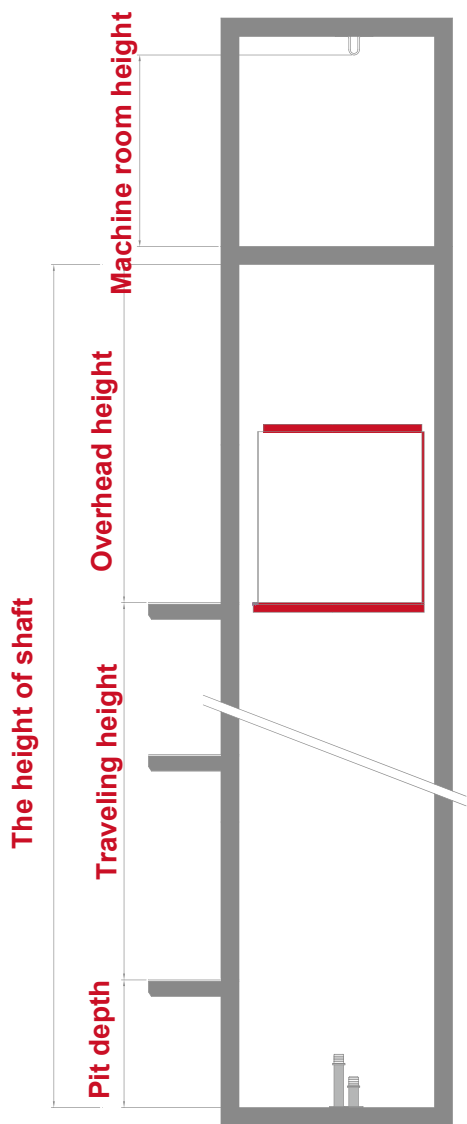 Machine room height
Overhead height
The height of shaft
Traveling height
Pit depth